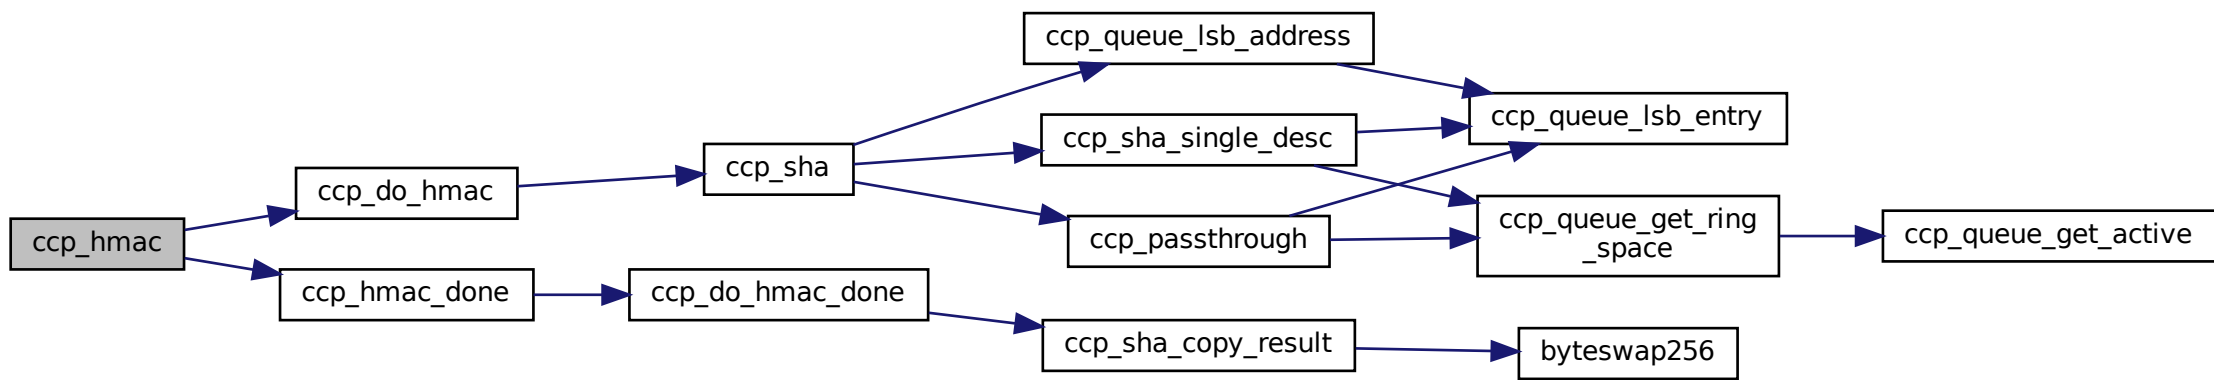 ccp_hmac
ccp_do_hmac
ccp_sha
ccp_queue_lsb_address
ccp_queue_lsb_entry
ccp_sha_single_desc
ccp_queue_get_ring
_space
ccp_queue_get_active
ccp_passthrough
ccp_hmac_done
ccp_do_hmac_done
ccp_sha_copy_result
byteswap256